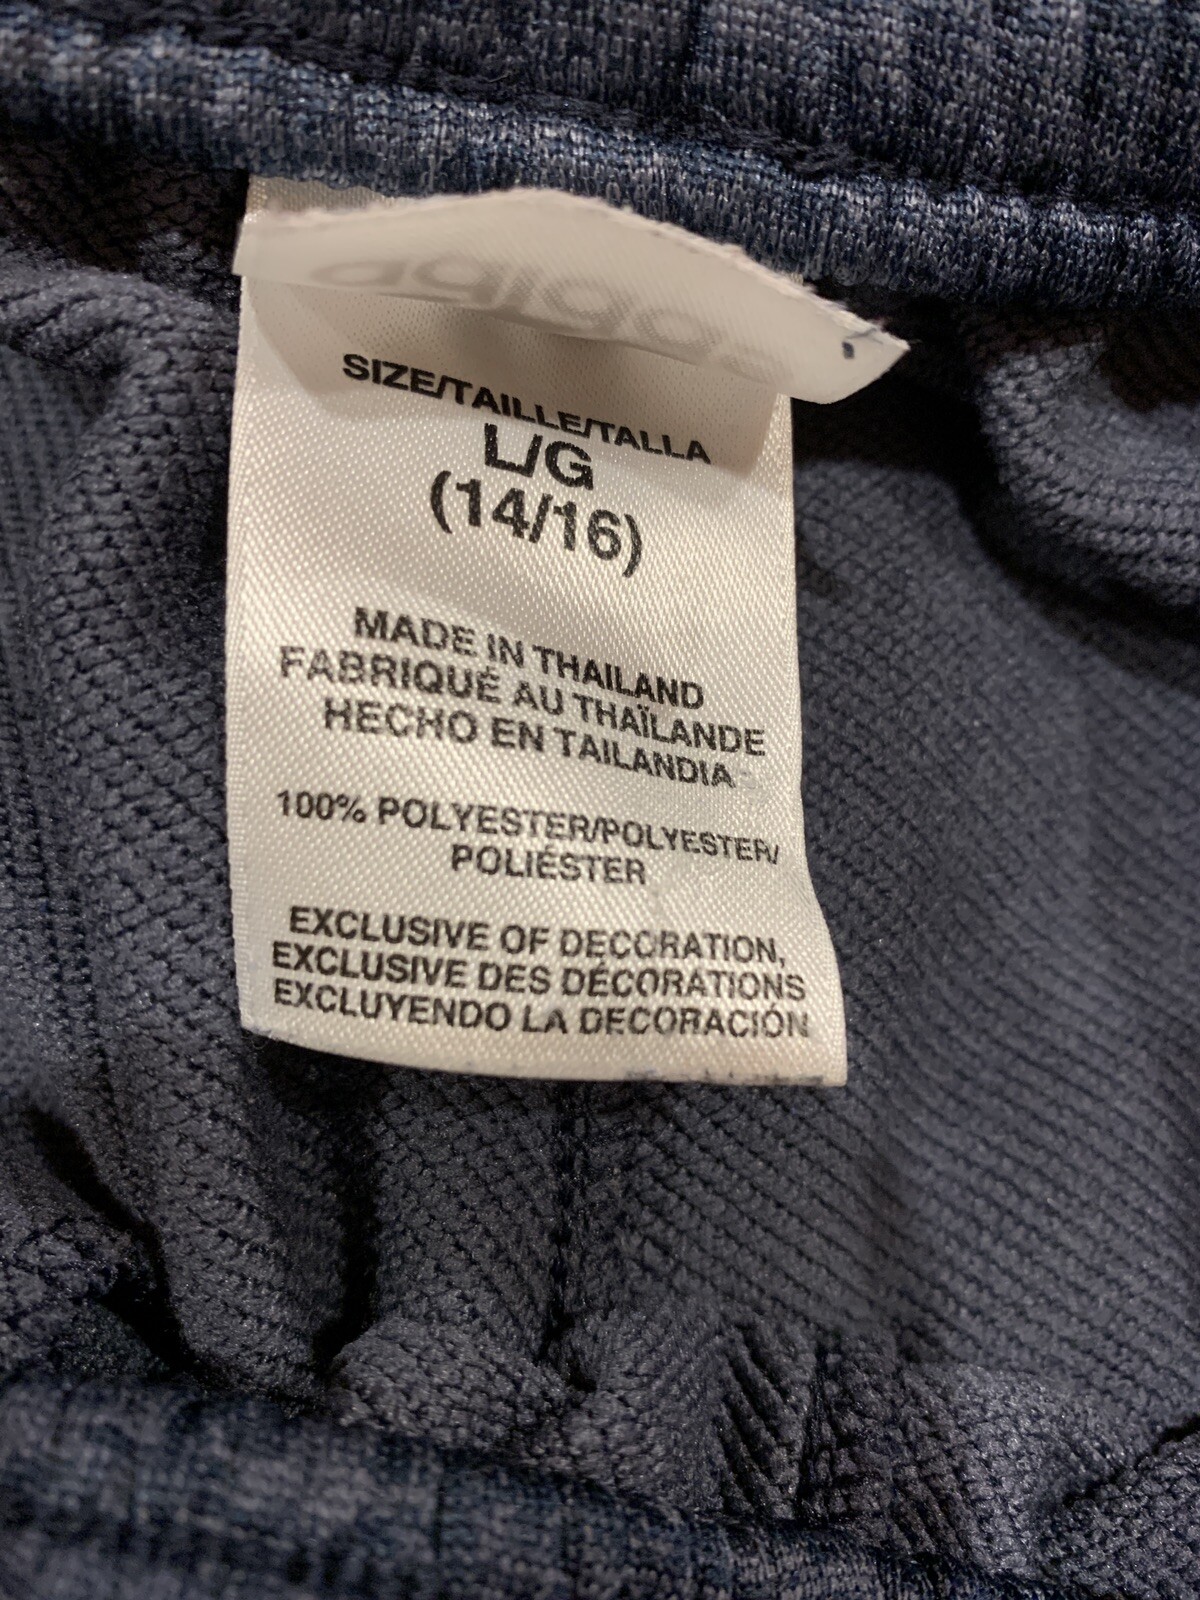 adidas
SIZE/TAILLE/TALLA
L/G
(14/16)
MADE IN THAILAND
FABRIQUÉ AU THAÏLANDE
HECHO EN TAILANDIA
100% POLYESTER/POLYESTER/
POLIÉSTER
EXCLUSIVE OF DECORATION,
EXCLUSIVE DES DÉCORATIONS
EXCLUYENDO LA DECORACIÓN